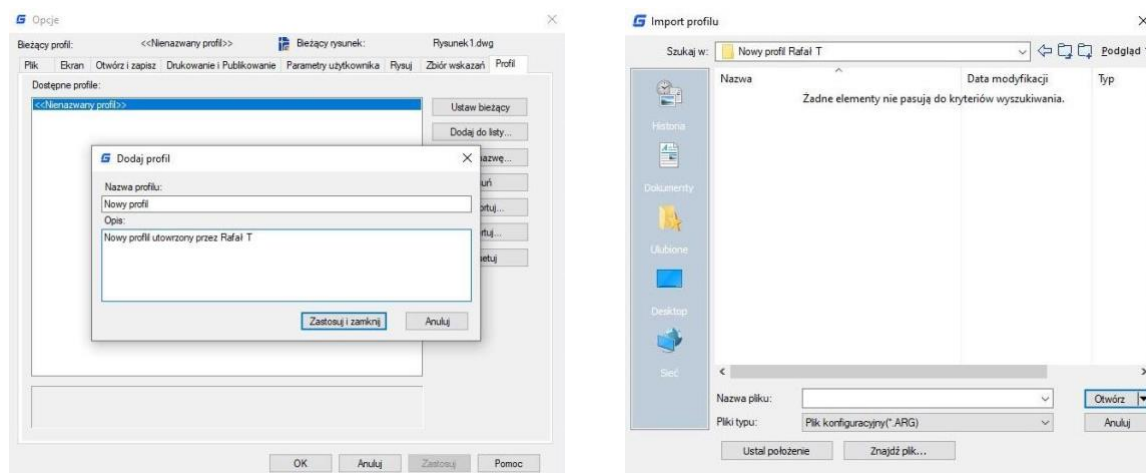 Opcje
Bieżący profil: <<Nienazwany profil>> Bieżący rysunek: Rysunek1.dwg
Plik Ekran Otwórz i zapisz Drukowanie i Publikowanie Parametry użytkownika Rysuj Zbiór wskazań Profil
Dostępne profile:
<<Nienazwany profil>>
Ustaw bieżący
Dodaj do listy...
Dodaj profil
Nazwa profilu:
Nowy profil
Opis:
Nowy profil utowrzony przez Rafał T
Zastosuj i zamknij Anuluj
OK Anuluj Zastosuj Pomoc
Import profilu
Szukaj w: Nowy profil Rafał T Podgląd
Nazwa Data modyfikacji Typ
Żadne elementy nie pasują do kryteriów wyszukiwania.
Historia
Dokumenty
Ulubione
Desktop
Sieć
Nazwa pliku: Otwórz
Pliki typu: Plik konfiguracyjny(*.ARG) Anuluj
Ustal położenie Znajdź plik...